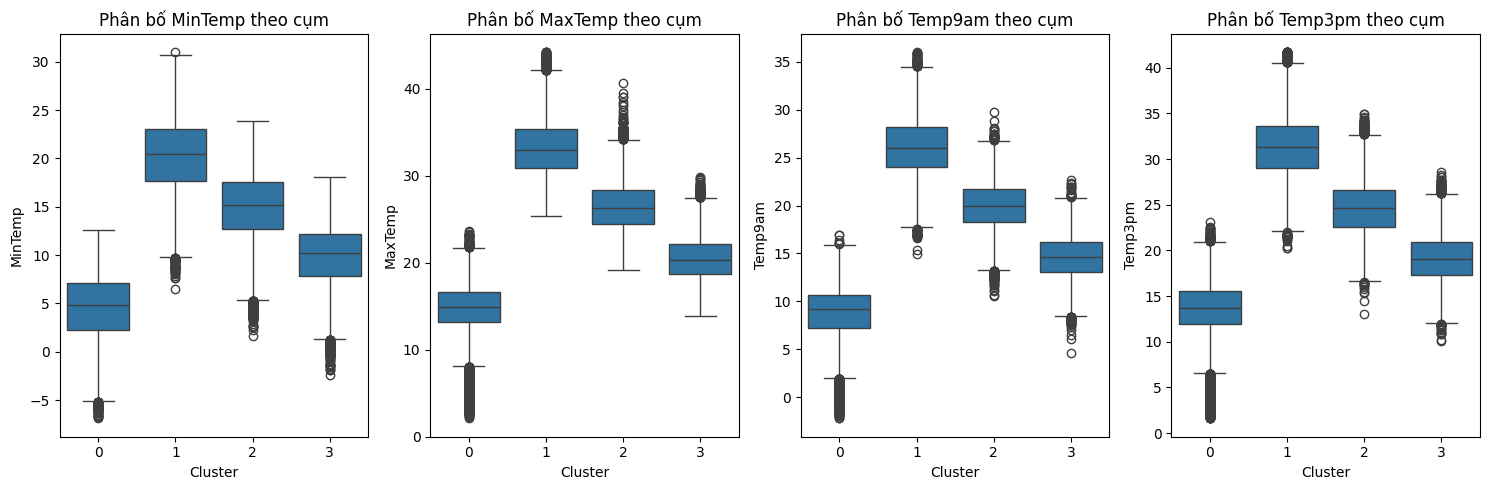 Phân bố MinTemp theo cụm
MinTemp
30
25
20
15
10
5
0
−5
0 1 2 3
Cluster
Phân bố MaxTemp theo cụm
MaxTemp
40
30
20
10
0
0 1 2 3
Cluster
Phân bố Temp9am theo cụm
Temp9am
35
30
25
20
15
10
5
0
0 1 2 3
Cluster
Phân bố Temp3pm theo cụm
Temp3pm
40
35
30
25
20
15
10
5
0
0 1 2 3
Cluster